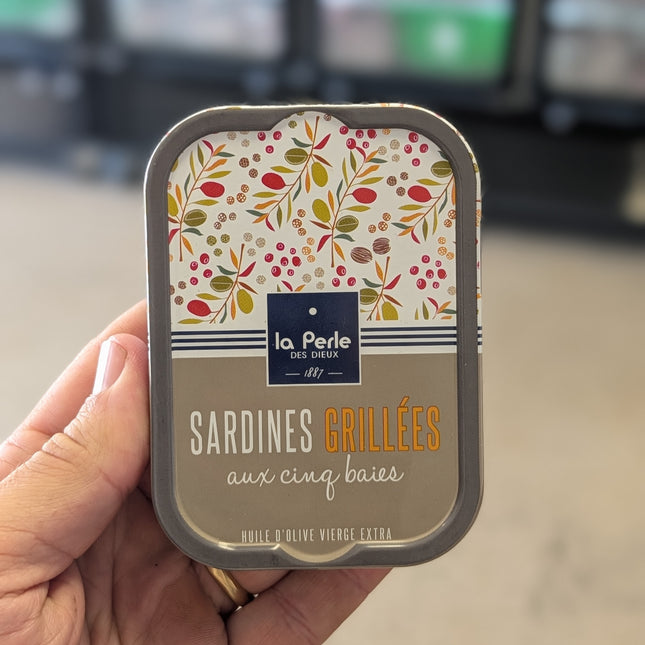 la Perle
DES DIEUX
1887
SARDINES GRILLÉES
aux cinq baies
HUILE D'OLIVE VIERGE EXTRA